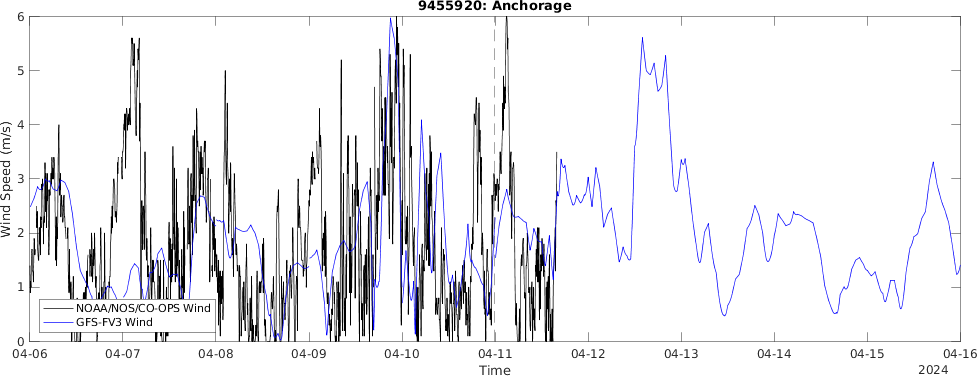 9455920: Anchorage
6
5
4
3
2
1
0
Wind Speed (m/s)
NOAA/NOS/CO-OPS Wind
GFS-FV3 Wind
04-06 04-07 04-08 04-09 04-10 04-11 04-12 04-13 04-14 04-15 04-16
Time
2024